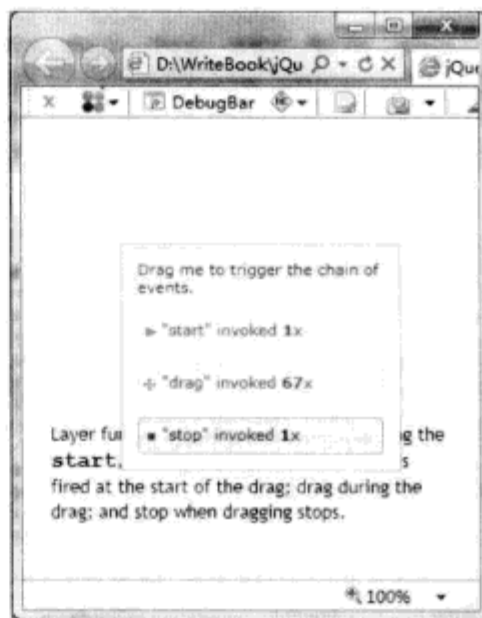 D:\WriteBook\jQu
jQue
DebugBar
Drag me to trigger the chain of
events.
"start" invoked 1x
"drag" invoked 67x
"stop" invoked 1x
Layer fu
ng the
start,
s
fired at the start of the drag; drag during the
drag; and stop when dragging stops.
100%